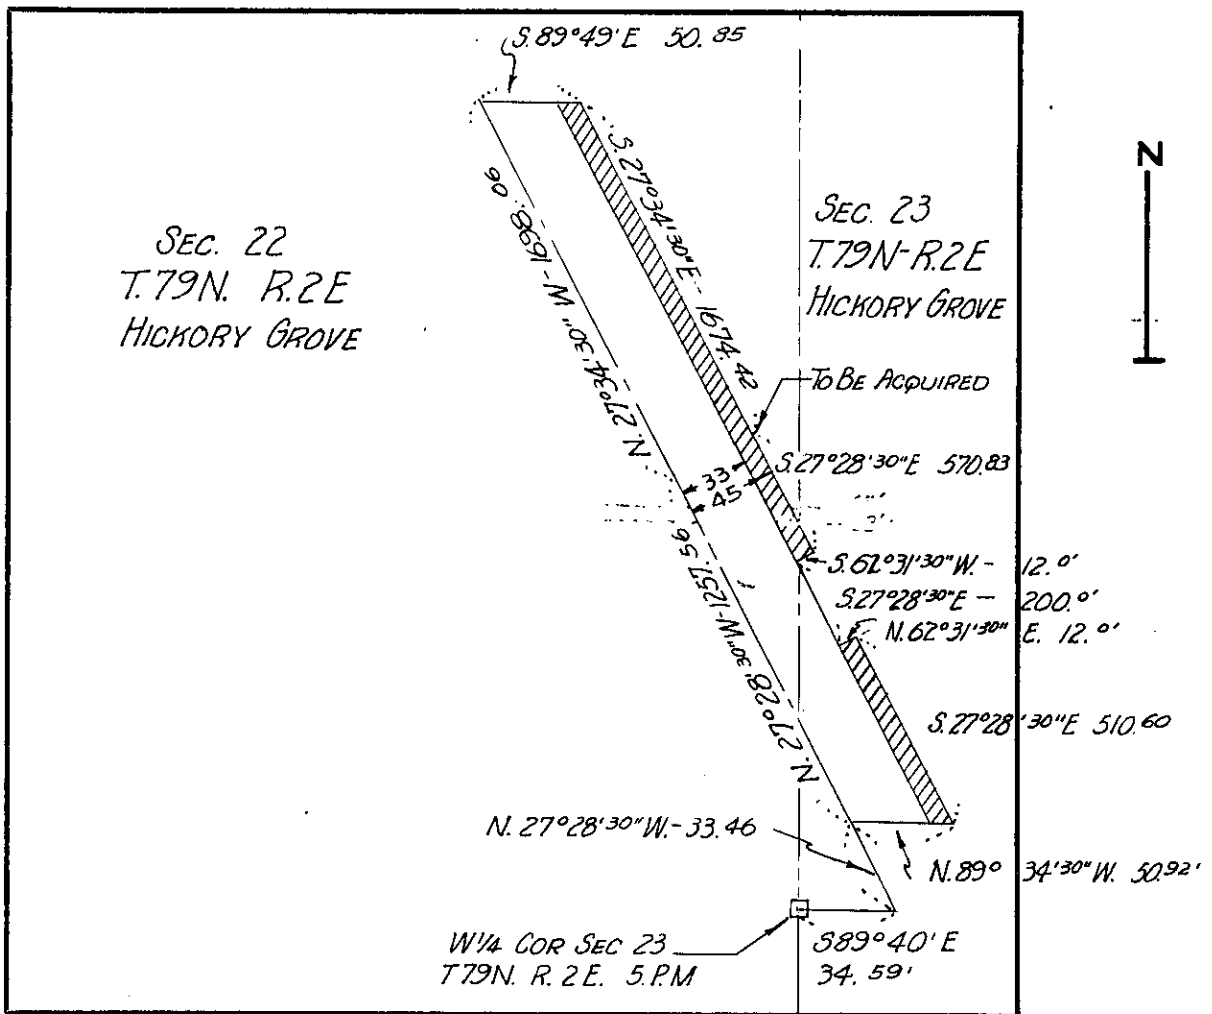 S.89°49'E 50.85
N
SEC. 22
T.79N. R.2E
HICKORY GROVE
SEC. 23
T.79N-R.2E
HICKORY GROVE
S.27°34'30"E - 1674.42
N.27°34'30"W-1698.06
TO BE ACQUIRED
S.27°28'30"E 570.83
33
45
S.62°31'30"W.- 12.0'
S.27°28'30"E - 200.0'
N.62°31'30" E. 12.0'
N.27°28'30"W-1257.56
S.27°28'30"E 510.60
N.27°28'30"W.-33.46
N.89° 34'30"W. 50.92'
W1/4 COR SEC 23
T79N. R.2E. 5.P.M
S89°40'E
34.59'